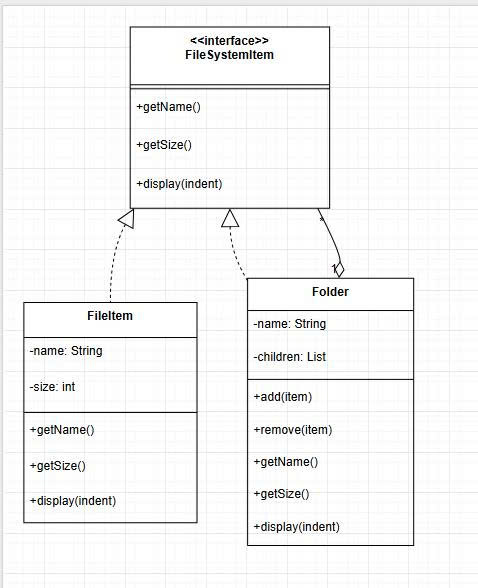 <<interface>>
FileSystemItem
+getName()
+getSize()
+display(indent)
*
1
FileItem
-name: String
-size: int
+getName()
+getSize()
+display(indent)
Folder
-name: String
-children: List
+add(item)
+remove(item)
+getName()
+getSize()
+display(indent)